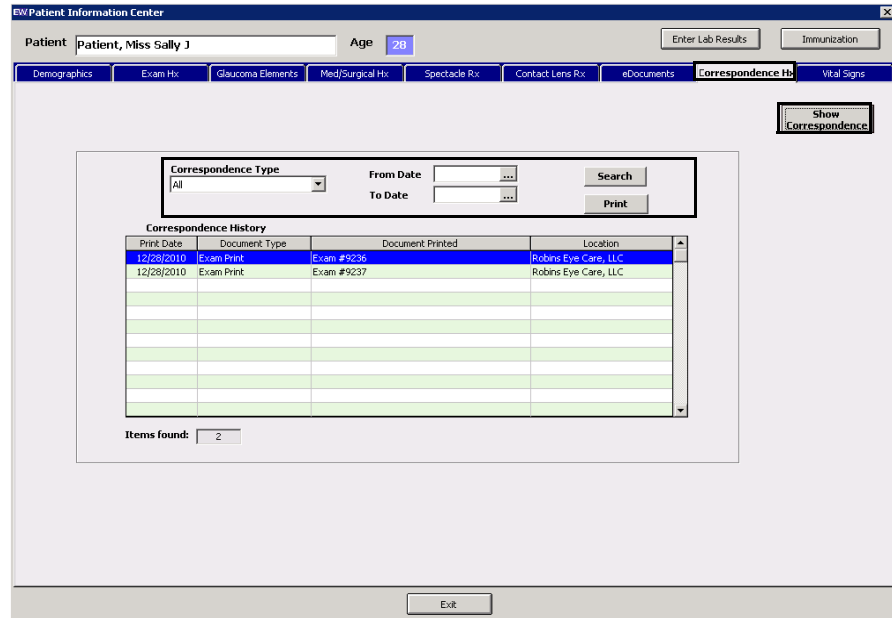 EW Patient Information Center
Patient Patient, Miss Sally J Age 28 Enter Lab Results Immunization
Demographics Exam Hx Glaucoma Elements Med/Surgical Hx Spectacle Rx Contact Lens Rx eDocuments Correspondence Hx Vital Signs
Show
Correspondence
Correspondence Type
All
From Date ... Search
To Date ... Print
Correspondence History
Print Date Document Type Document Printed Location
12/28/2010 Exam Print Exam #9236 Robins Eye Care, LLC
12/28/2010 Exam Print Exam #9237 Robins Eye Care, LLC
Items found: 2
Exit